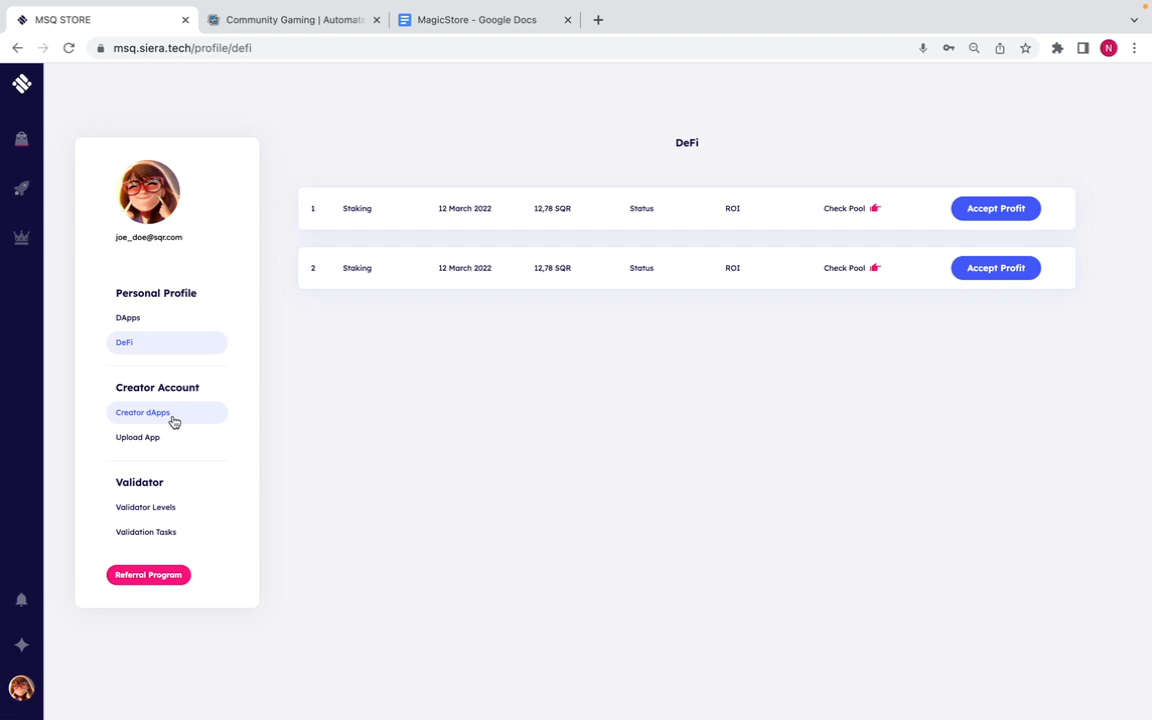 MSQ STORE
Community Gaming | Automate
MagicStore - Google Docs
msq.siera.tech/profile/defi
N
joe_doe@sqr.com
Personal Profile
DApps
DeFi
Creator Account
Creator dApps
Upload App
Validator
Validator Levels
Validation Tasks
Referral Program
DeFi
1 Staking 12 March 2022 12,78 SQR Status ROI Check Pool Accept Profit
2 Staking 12 March 2022 12,78 SQR Status ROI Check Pool Accept Profit